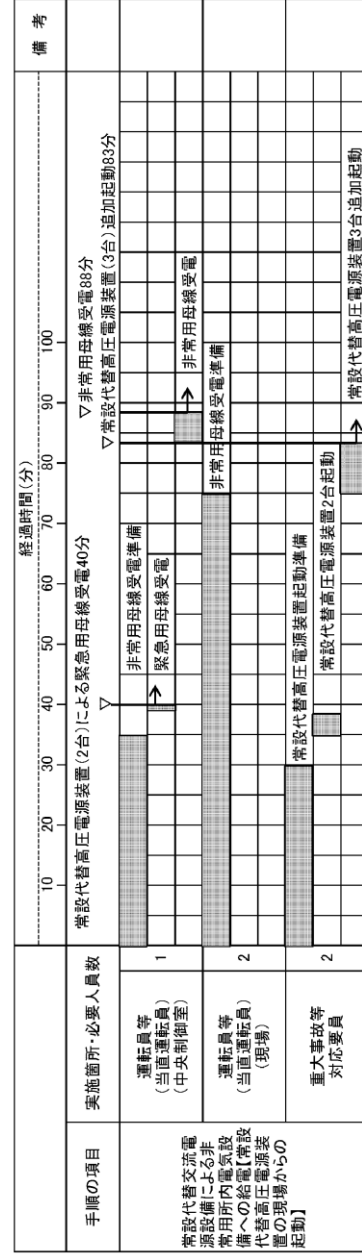 手順の項目
実施箇所・必要人員数
経過時間(分)
備 考
10 20 30 40 50 60 70 80 90 100
常設代替高圧電源装置(2台)による緊急用母線受電40分
▽非常用母線受電88分
▽常設代替高圧電源装置(3台)追加起動83分
▽
常設代替交流電
源設備による非
常用所内電気設
備への給電【常設
代替高圧電源装
置の現場からの
起動】
運転員等
(当直運転員)
(中央制御室)
1
非常用母線受電準備
緊急用母線受電
非常用母線受電
運転員等
(当直運転員)
(現場)
2
非常用母線受電準備
重大事故等
対応要員
2
常設代替高圧電源装置起動準備
常設代替高圧電源装置2台起動
常設代替高圧電源装置3台追加起動